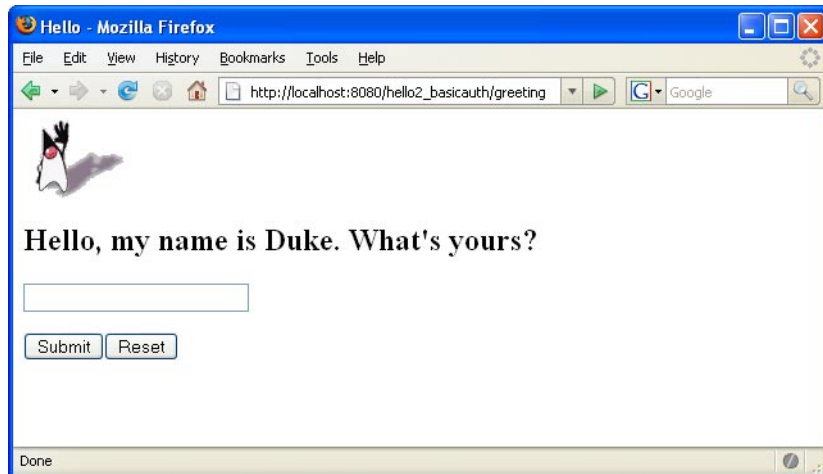 Hello - Mozilla Firefox
File Edit View History Bookmarks Tools Help
http://localhost:8080/hello2_basicauth/greeting G Google
Hello, my name is Duke. What's yours?
Submit Reset
Done